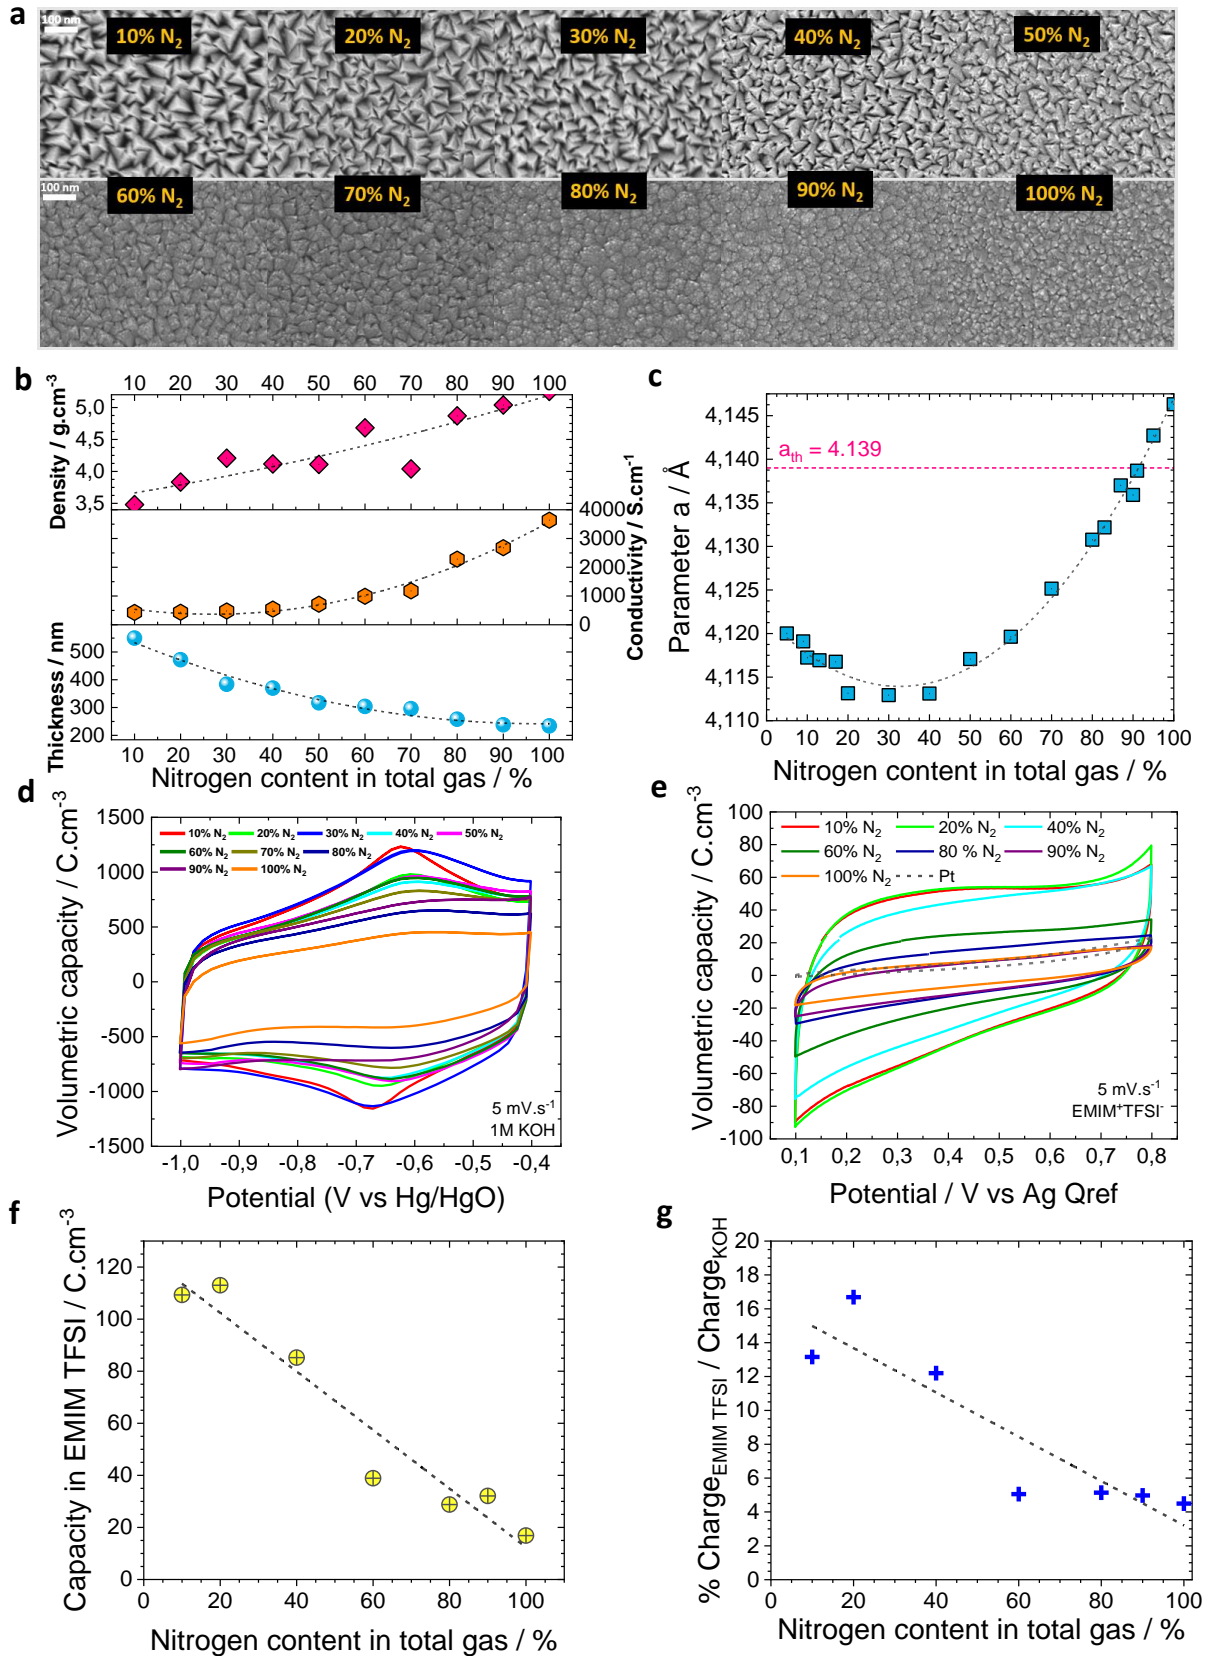 a
100 nm
10% N₂
20% N₂
30% N₂
40% N₂
50% N₂
100 nm
60% N₂
70% N₂
80% N₂
90% N₂
100% N₂
b
10 20 30 40 50 60 70 80 90 100
Density / g.cm⁻³
5,0
4,5
4,0
3,5
Conductivity / S.cm⁻¹
4000
3000
2000
1000
0
Thickness / nm
500
400
300
200
10 20 30 40 50 60 70 80 90 100
Nitrogen content in total gas / %
c
Parameter a / Å
4,145
4,140
4,135
4,130
4,125
4,120
4,115
4,110
a_th = 4.139
0 10 20 30 40 50 60 70 80 90 100
Nitrogen content in total gas / %
d
Volumetric capacity / C.cm⁻³
1500
1000
500
0
-500
-1000
-1500
10% N₂ 20% N₂ 30% N₂ 40% N₂ 50% N₂
60% N₂ 70% N₂ 80% N₂
90% N₂ 100% N₂
5 mV.s⁻¹
1M KOH
-1,0 -0,9 -0,8 -0,7 -0,6 -0,5 -0,4
Potential (V vs Hg/HgO)
e
Volumetric capacity / C.cm⁻³
100
80
60
40
20
0
-20
-40
-60
-80
-100
10% N₂ 20% N₂ 40% N₂
60% N₂ 80 % N₂ 90% N₂
100% N₂ Pt
5 mV.s⁻¹
EMIM⁺TFSI⁻
0,1 0,2 0,3 0,4 0,5 0,6 0,7 0,8
Potential / V vs Ag Qref
f
Capacity in EMIM TFSI / C.cm⁻³
120
100
80
60
40
20
0
0 20 40 60 80 100
Nitrogen content in total gas / %
g
% Charge_EMIM TFSI / Charge_KOH
20
18
16
14
12
10
8
6
4
2
0
0 20 40 60 80 100
Nitrogen content in total gas / %